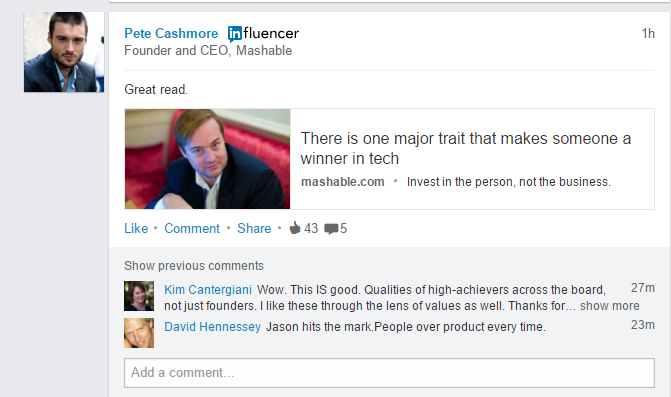 Pete Cashmore influencer 1h
Founder and CEO, Mashable
Great read.
There is one major trait that makes someone a
winner in tech
mashable.com • Invest in the person, not the business.
Like • Comment • Share • 43 5
Show previous comments
Kim Cantergiani Wow. This IS good. Qualities of high-achievers across the board, 27m
not just founders. I like these through the lens of values as well. Thanks for… show more
David Hennessey Jason hits the mark.People over product every time. 23m
Add a comment...